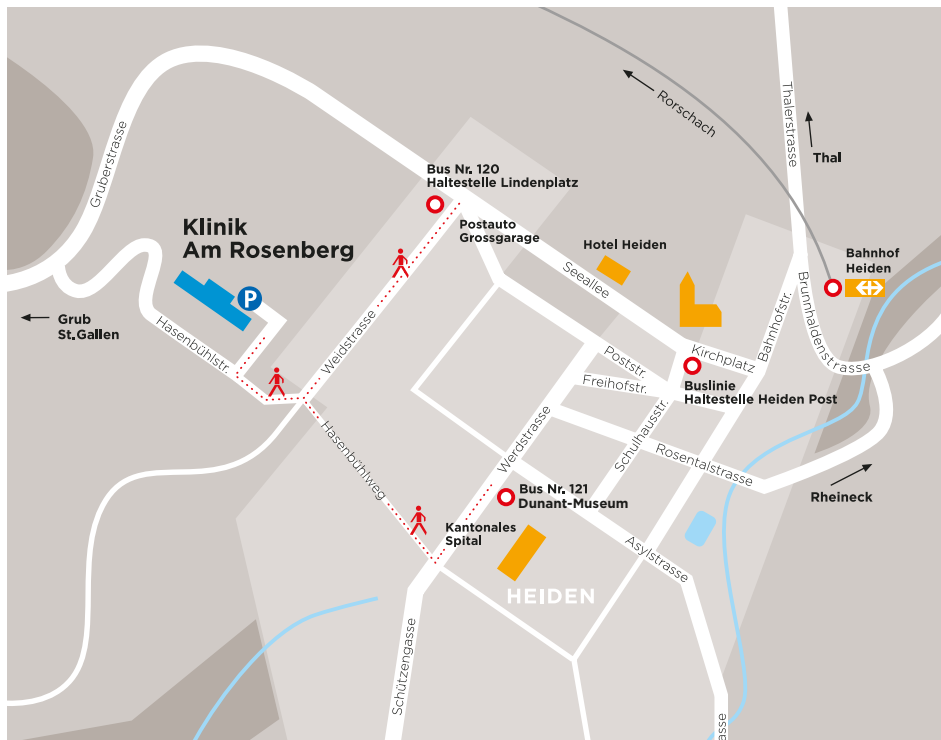 Rorschach
Thalerstrasse
Thal
Gruberstrasse
Bus Nr. 120
Haltestelle Lindenplatz
Klinik
Am Rosenberg
Postauto
Grossgarage
Hotel Heiden
Bahnhof
Heiden
P
Seeallee
Bahnhofstr.
Brunnhaldenstrasse
Grub
St.Gallen
Hasenbühlstr.
Weidstrasse
Kirchplatz
Poststr.
Freihofstr.
Buslinie
Haltestelle Heiden Post
Schulhausstr.
Werdstrasse
Hasenbühlweg
Rosentalstrasse
Rheineck
Bus Nr. 121
Dunant-Museum
Kantonales
Spital
Asylstrasse
HEIDEN
Schützengasse
asse